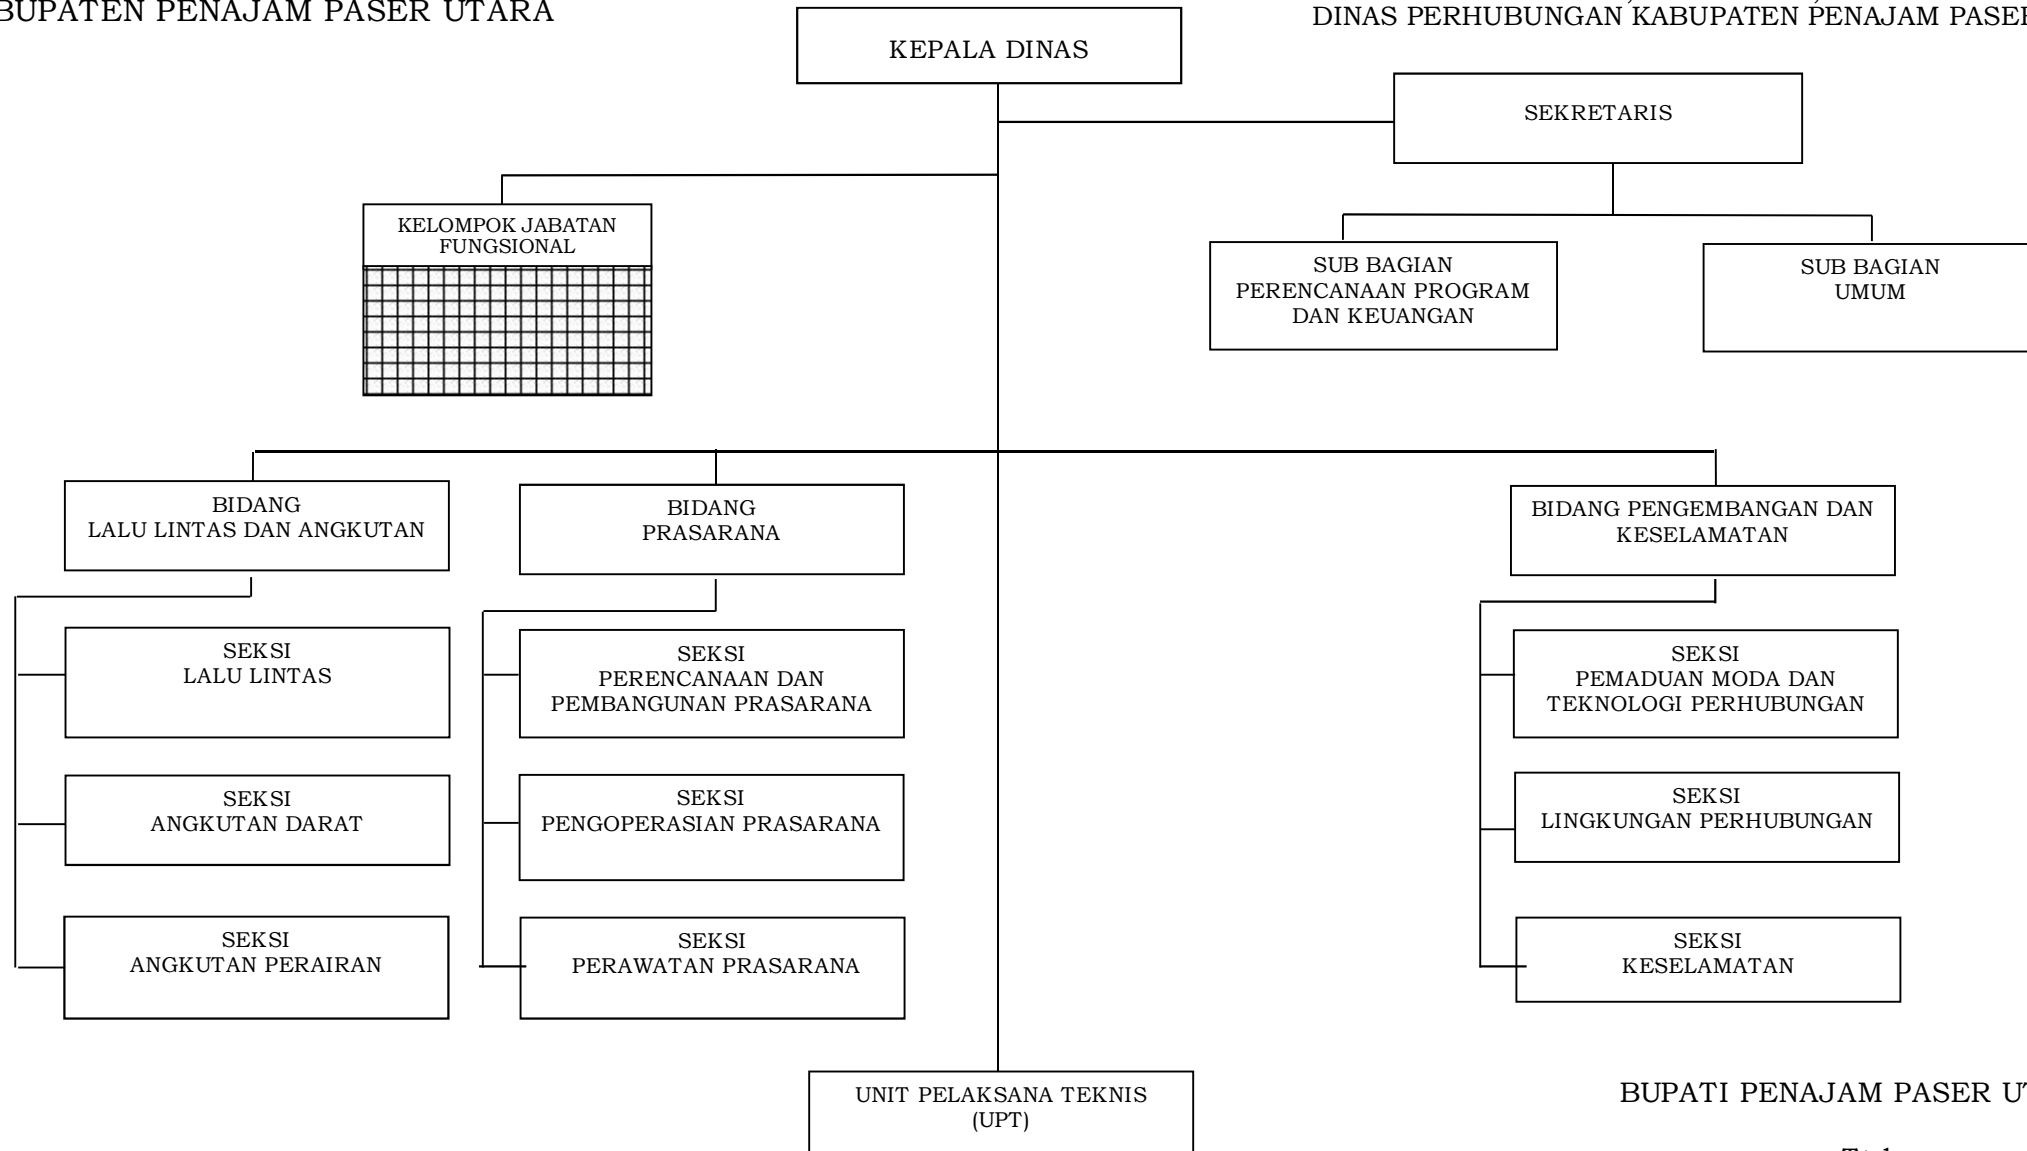 PENAJAM PASER UTARA
DINAS PERHUBUNGAN KABUPATEN PENAJAM
KEPALA DINAS
SEKRETARIS
KELOMPOK JABATAN
FUNGSIONAL
SUB BAGIAN
PERENCANAAN PROGRAM
DAN KEUANGAN
SUB BAGIAN
UMUM
BIDANG
LALU LINTAS DAN ANGKUTAN
BIDANG
PRASARANA
BIDANG PENGEMBANGAN DAN
KESELAMATAN
SEKSI
LALU LINTAS
SEKSI
PERENCANAAN DAN
PEMBANGUNAN PRASARANA
SEKSI
PEMADUAN MODA DAN
TEKNOLOGI PERHUBUNGAN
SEKSI
ANGKUTAN DARAT
SEKSI
PENGOPERASIAN PRASARANA
SEKSI
LINGKUNGAN PERHUBUNGAN
SEKSI
ANGKUTAN PERAIRAN
SEKSI
PERAWATAN PRASARANA
SEKSI
KESELAMATAN
UNIT PELAKSANA TEKNIS
(UPT)
BUPATI PENAJAM PASER